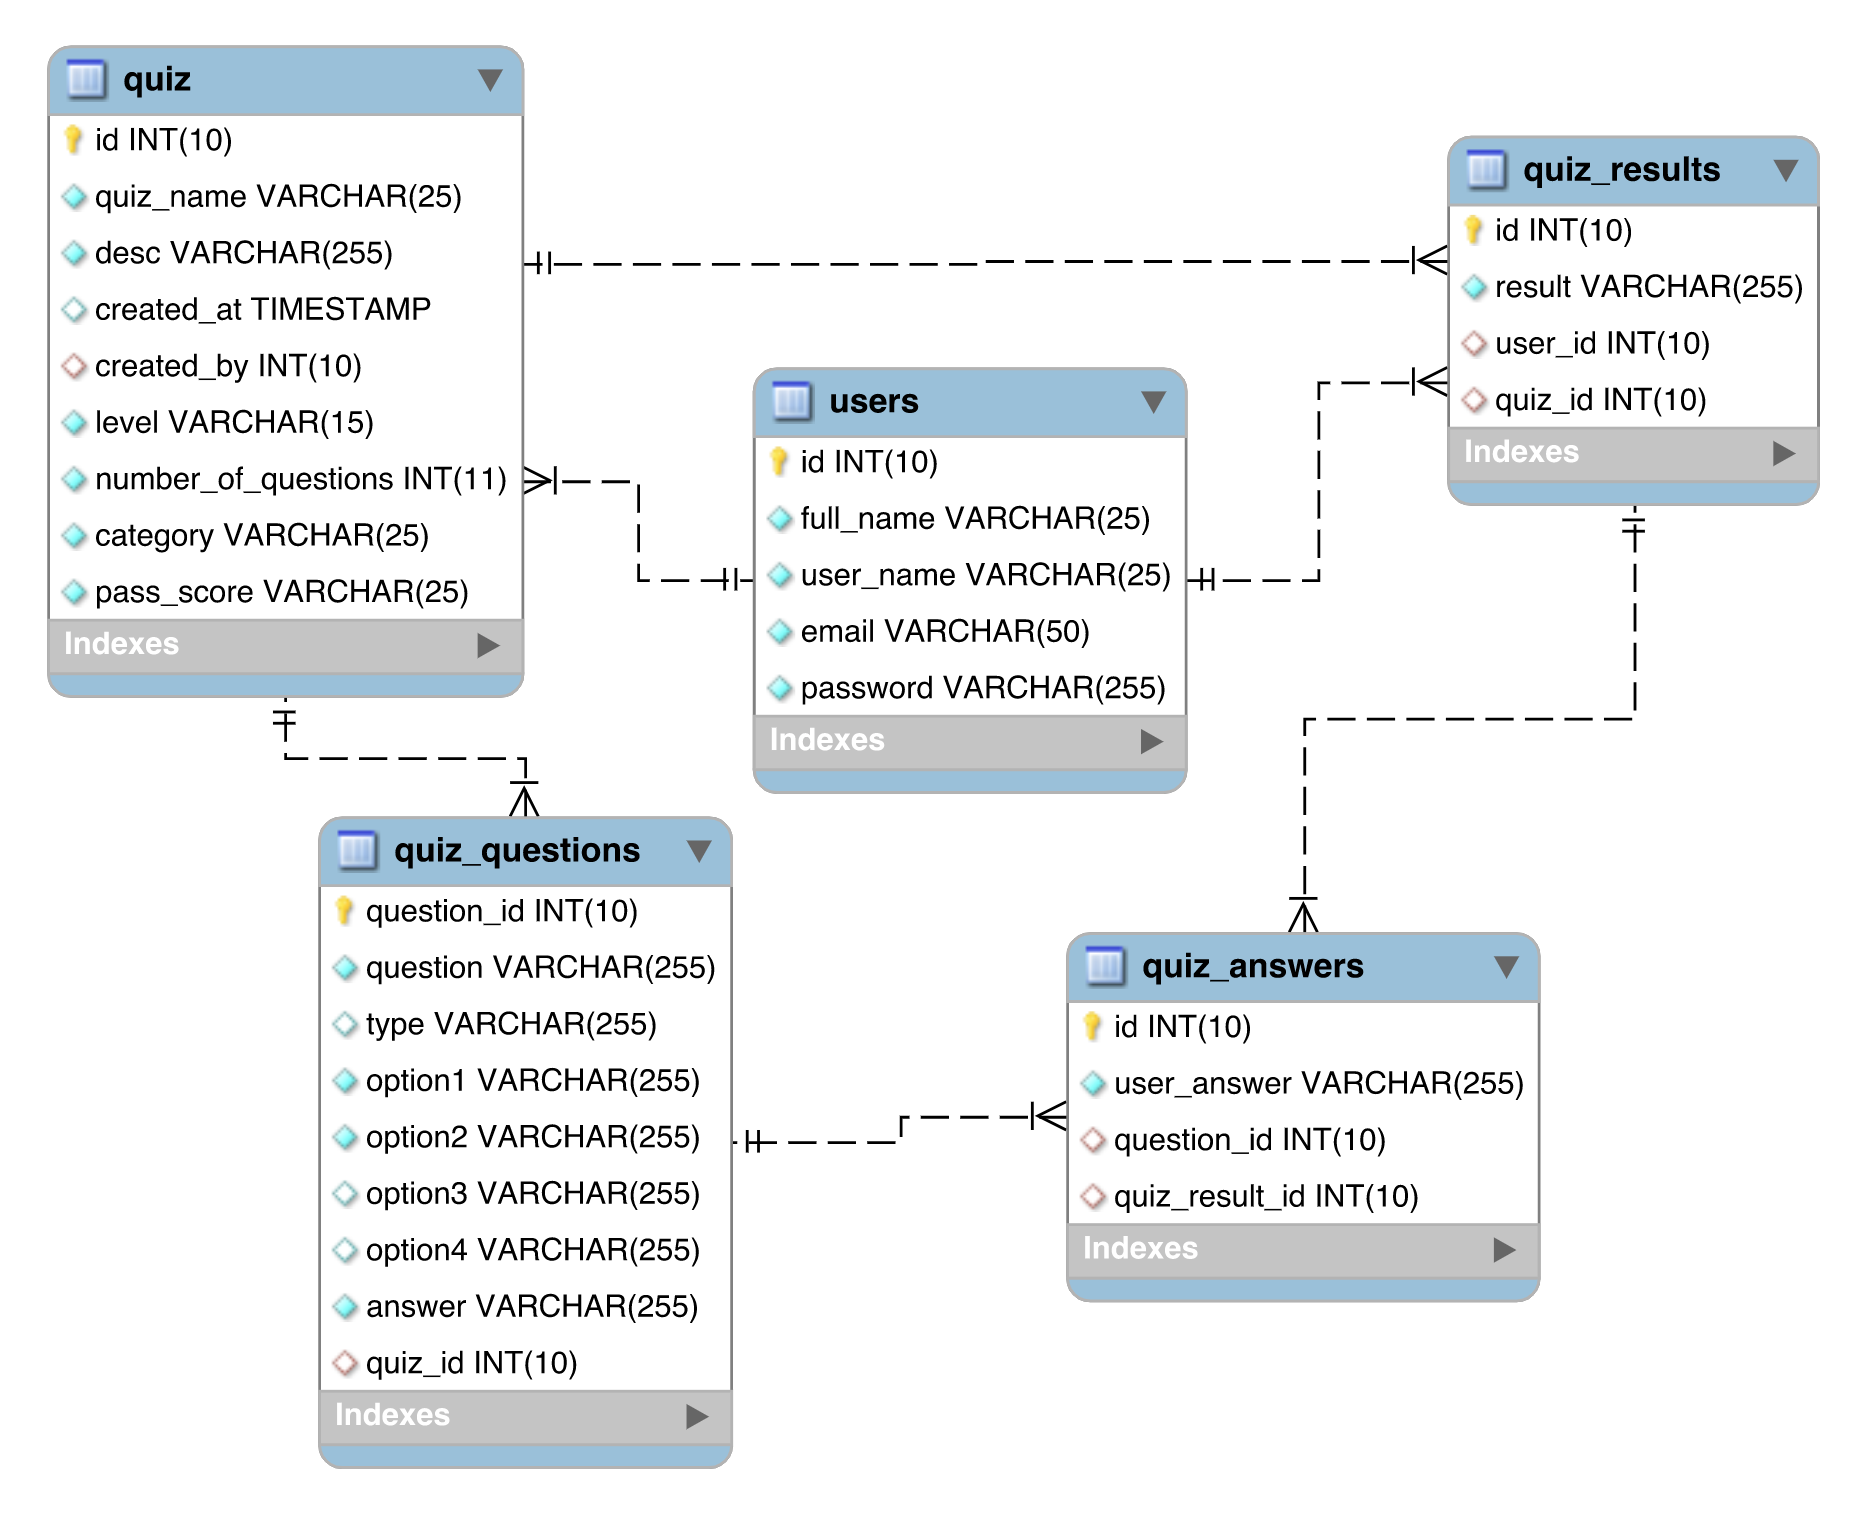 quiz
id INT(10)
quiz_name VARCHAR(25)
desc VARCHAR(255)
created_at TIMESTAMP
created_by INT(10)
level VARCHAR(15)
number_of_questions INT(11)
category VARCHAR(25)
pass_score VARCHAR(25)
Indexes
quiz_results
id INT(10)
result VARCHAR(255)
user_id INT(10)
quiz_id INT(10)
Indexes
users
id INT(10)
full_name VARCHAR(25)
user_name VARCHAR(25)
email VARCHAR(50)
password VARCHAR(255)
Indexes
quiz_questions
question_id INT(10)
question VARCHAR(255)
type VARCHAR(255)
option1 VARCHAR(255)
option2 VARCHAR(255)
option3 VARCHAR(255)
option4 VARCHAR(255)
answer VARCHAR(255)
quiz_id INT(10)
Indexes
quiz_answers
id INT(10)
user_answer VARCHAR(255)
question_id INT(10)
quiz_result_id INT(10)
Indexes